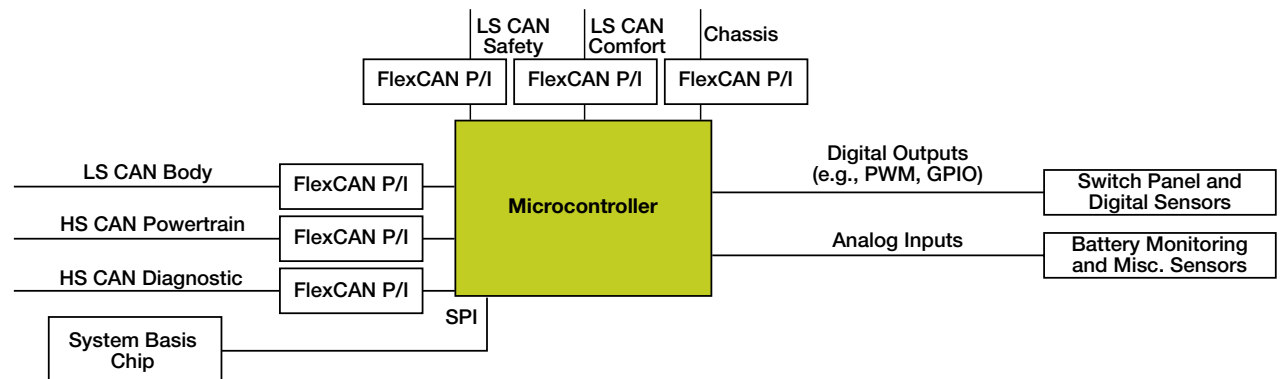 LS CAN
Safety
LS CAN
Comfort
Chassis
FlexCAN P/I
FlexCAN P/I
FlexCAN P/I
LS CAN Body
FlexCAN P/I
HS CAN Powertrain
FlexCAN P/I
HS CAN Diagnostic
FlexCAN P/I
Microcontroller
Digital Outputs
(e.g., PWM, GPIO)
Switch Panel and
Digital Sensors
Analog Inputs
Battery Monitoring
and Misc. Sensors
SPI
System Basis
Chip